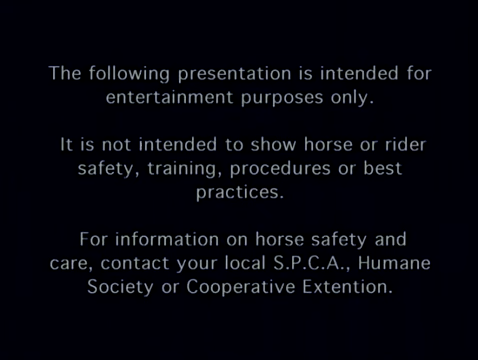 The following presentation is intended for
entertainment purposes only.
It is not intended to show horse or rider
safety, training, procedures or best
practices.
For information on horse safety and
care, contact your local S.P.C.A., Humane
Society or Cooperative Extention.